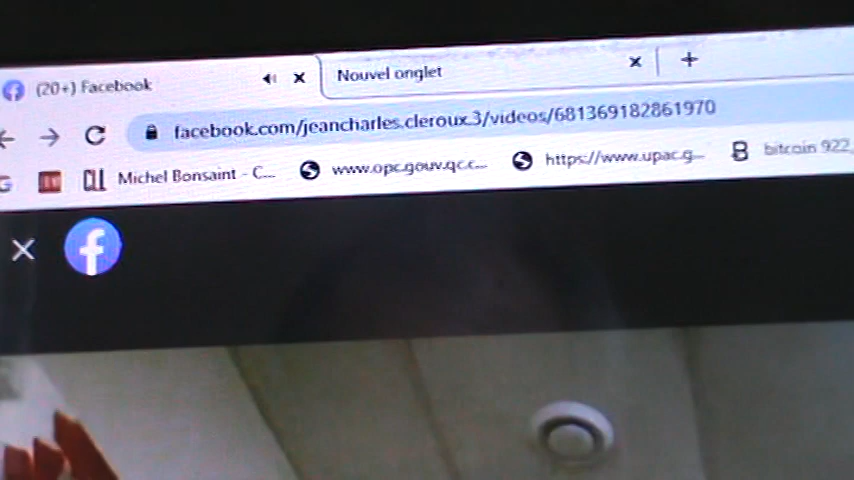 (20+) Facebook
Nouvel onglet
facebook.com/jeancharles.cleroux.3/videos/681369182861970
Michel Bonsaint - C... www.opc.gouv.qc.c... https://www.upac.g... bitcoin 922,